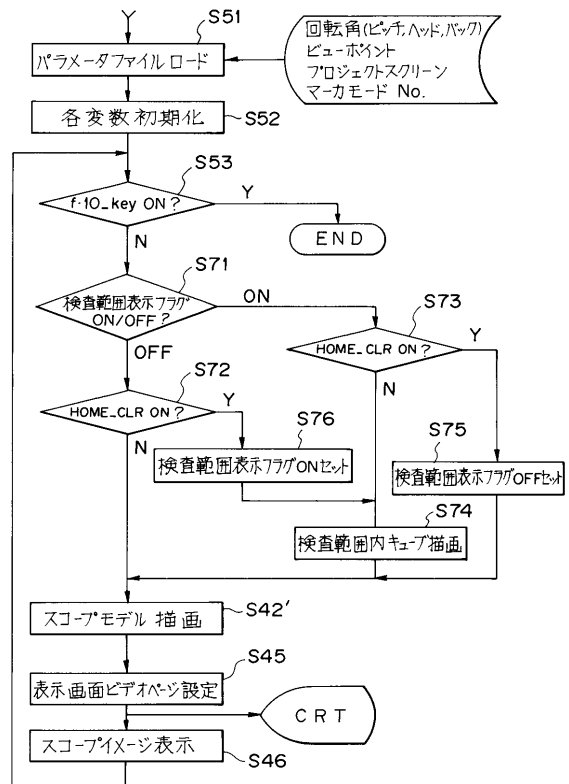 Y
S51
パラメータファイルロード
回転角(ピッチ,ヘッド,バック)
ビューポイント
プロジェクトスクリーン
マーカモード No.
各変数初期化
S52
S53
f・10_key ON?
Y
END
N
S71
検査範囲表示フラグ
ON/OFF?
ON
OFF
S73
HOME_CLR ON?
Y
N
S72
HOME_CLR ON?
Y
N
S76
検査範囲表示フラグONセット
S75
検査範囲表示フラグOFFセット
S74
検査範囲内キューブ描画
スコープモデル描画
S42'
S45
表示画面ビデオページ設定
CRT
スコープイメージ表示
S46